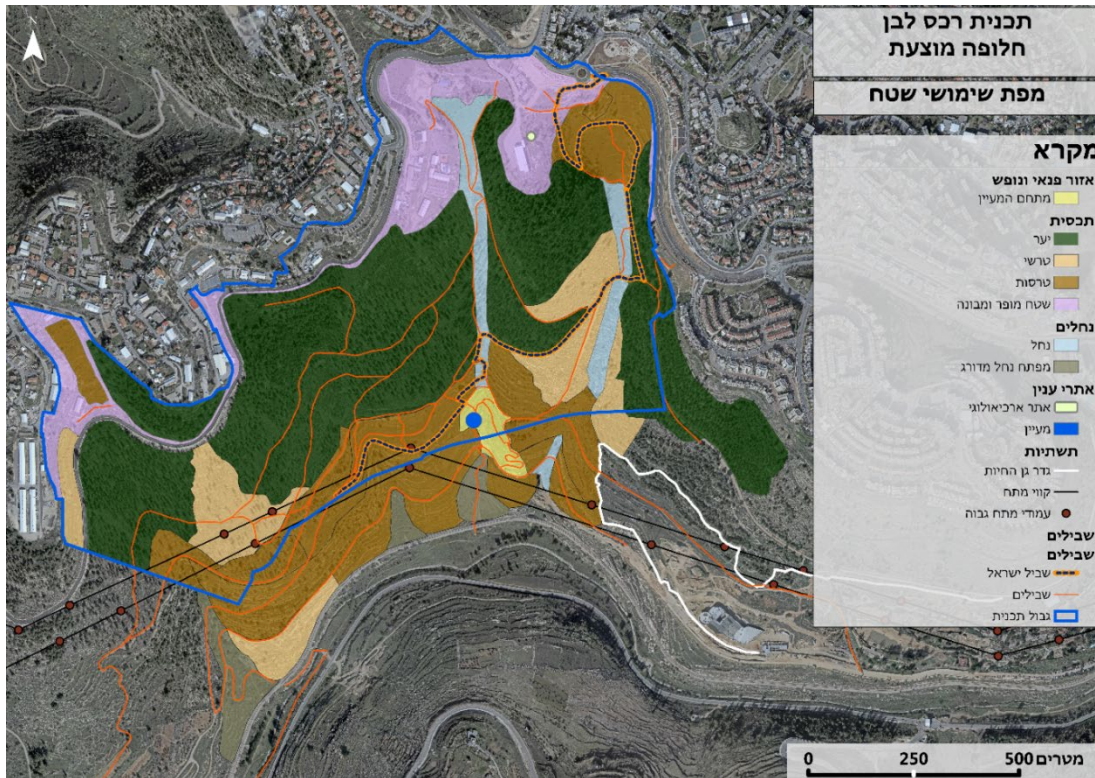 תכנית רכס לבן
חלופה מוצעת
מפת שימושי שטח
מקרא
אזור פנאי ונופש
מתחם המעיין
תכסית
יער
טרשי
טרסות
שטח מופר ומבונה
נחלים
נחל
מפתח נחל מדורג
אתרי ענין
אתר ארכיאולוגי
מעיין
תשתיות
גדר גן החיות
קווי מתח
עמודי מתח גבוה
שבילים
שבילים
שביל ישראל
שבילים
גבול תכנית
0 250 500 מטרים